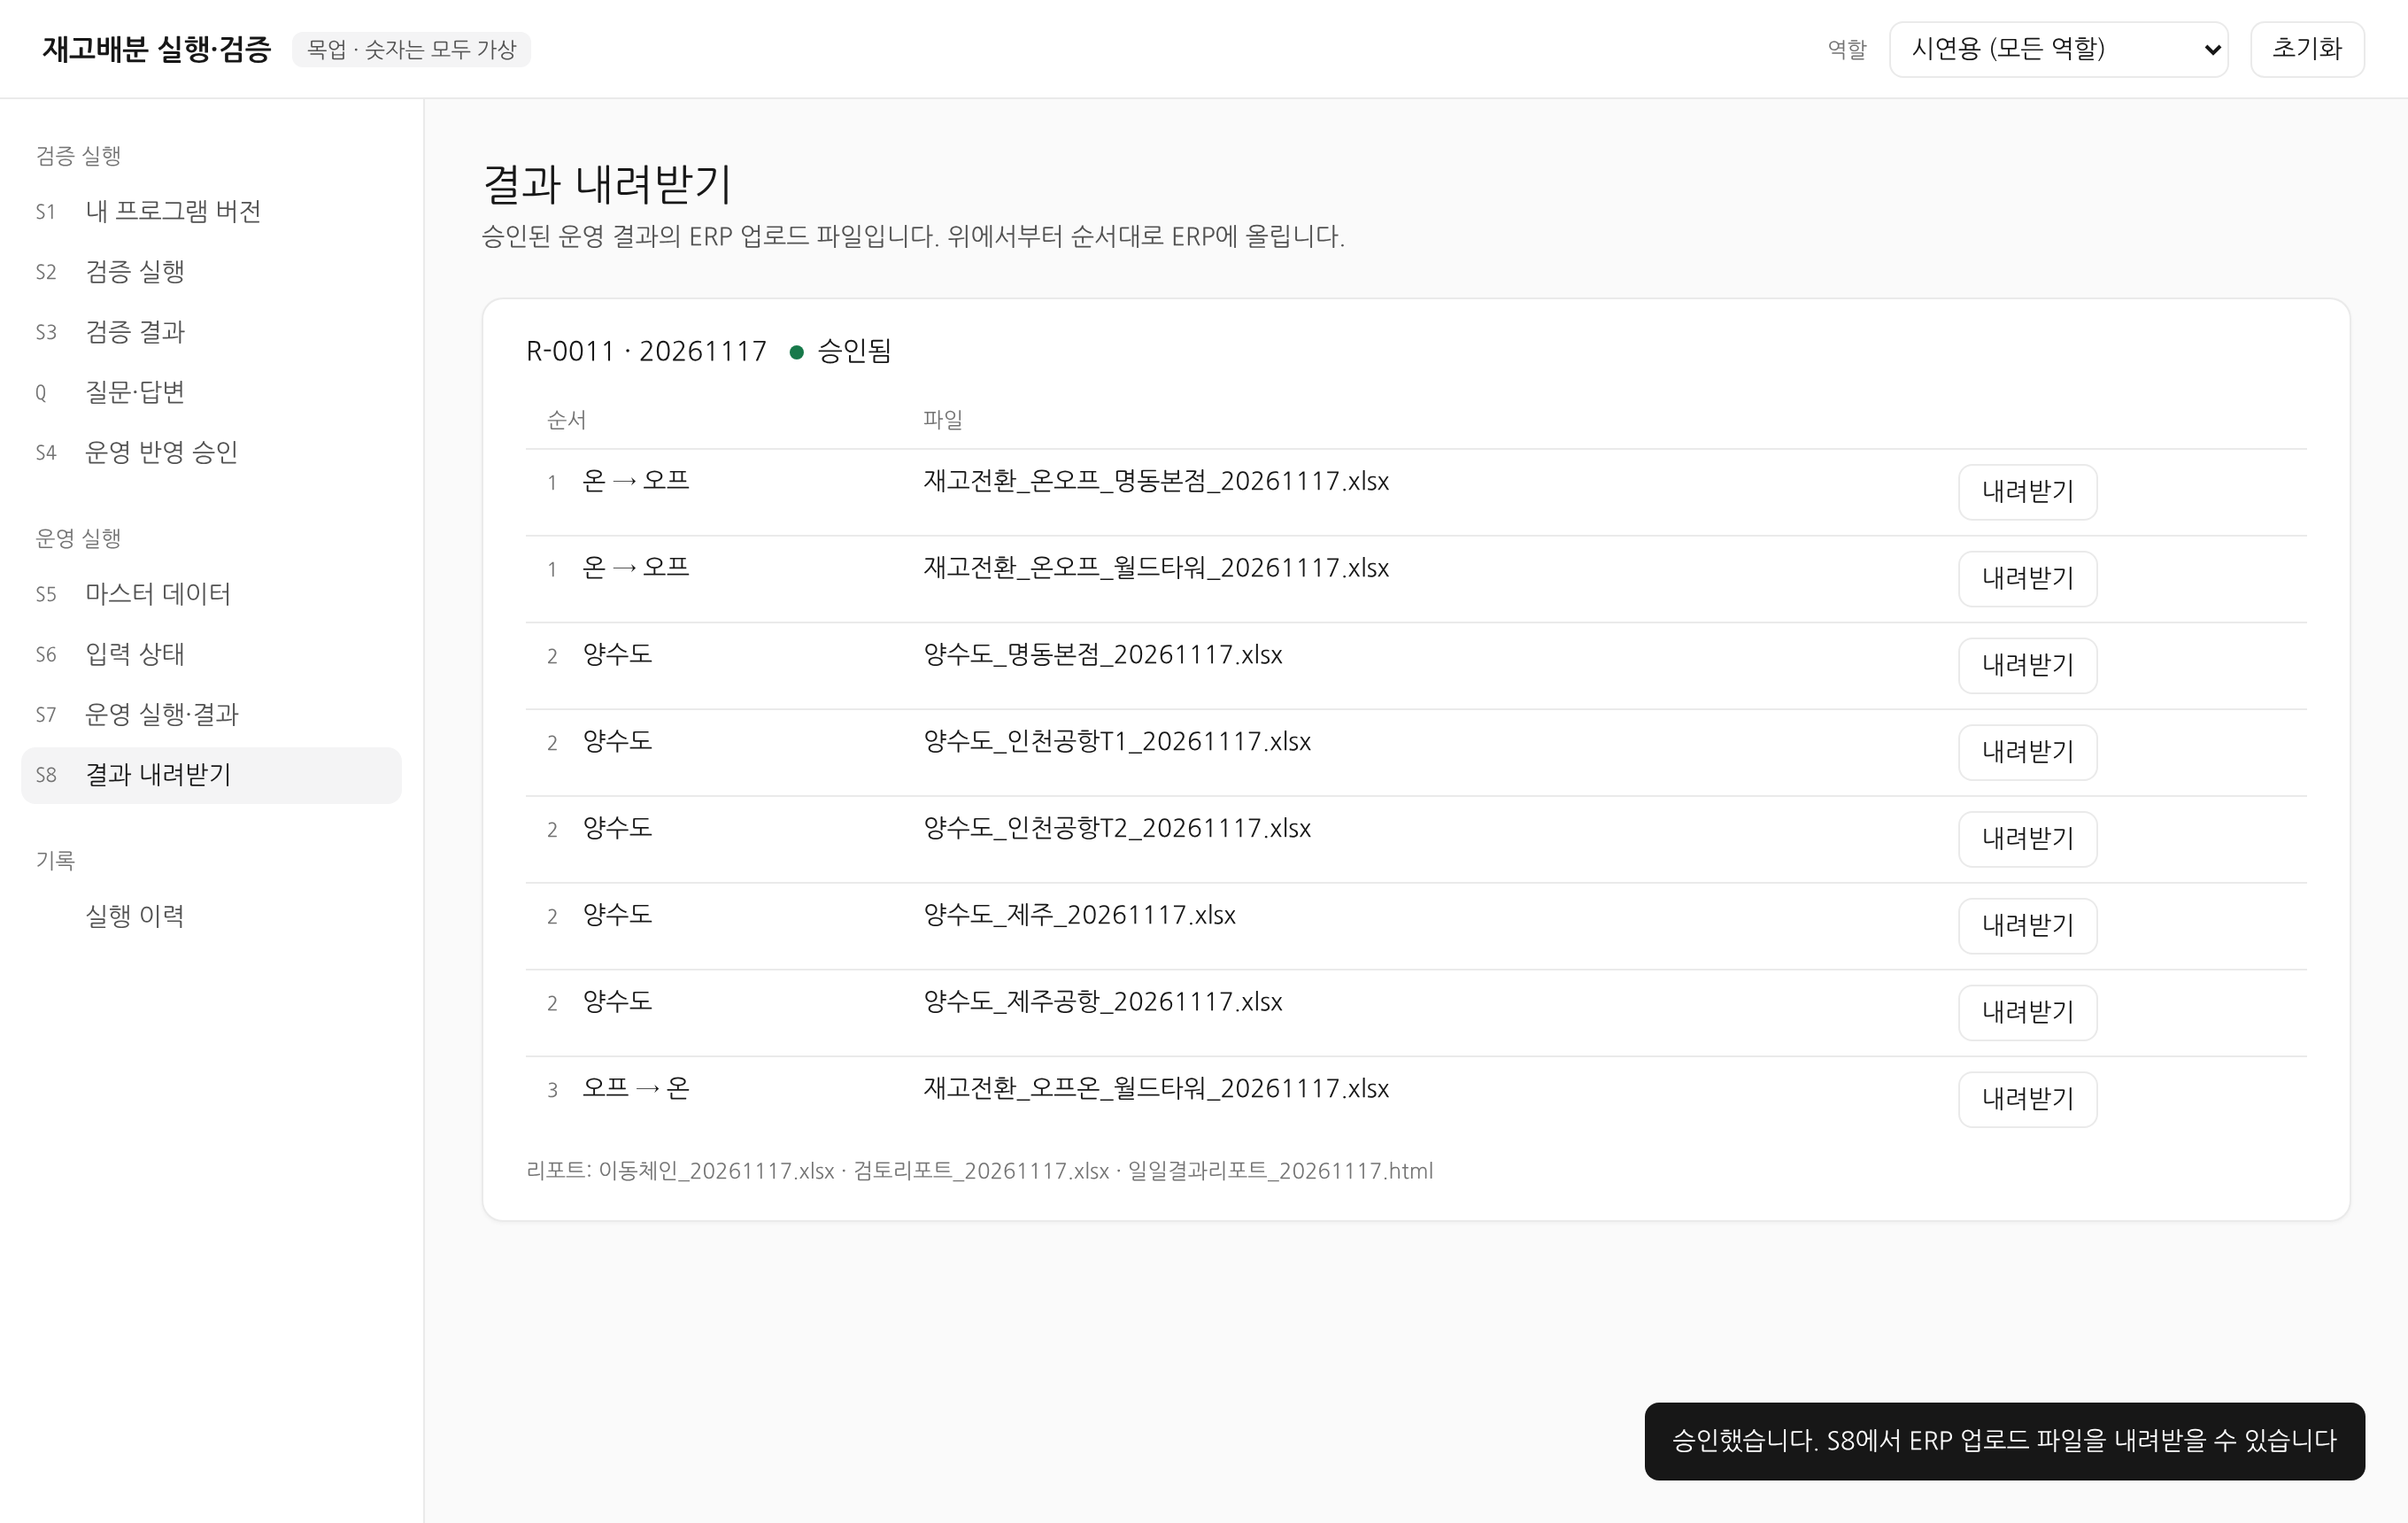 재고배분 실행·검증 목업 · 숫자는 모두 가상 역할 시연용 (모든 역할) 초기화
검증 실행
S1 내 프로그램 버전
S2 검증 실행
S3 검증 결과
Q 질문·답변
S4 운영 반영 승인
운영 실행
S5 마스터 데이터
S6 입력 상태
S7 운영 실행·결과
S8 결과 내려받기
기록
실행 이력
결과 내려받기
승인된 운영 결과의 ERP 업로드 파일입니다. 위에서부터 순서대로 ERP에 올립니다.
R-0011 · 20261117 ● 승인됨
순서 파일
1 온 → 오프 재고전환_온오프_명동본점_20261117.xlsx 내려받기
1 온 → 오프 재고전환_온오프_월드타워_20261117.xlsx 내려받기
2 양수도 양수도_명동본점_20261117.xlsx 내려받기
2 양수도 양수도_인천공항T1_20261117.xlsx 내려받기
2 양수도 양수도_인천공항T2_20261117.xlsx 내려받기
2 양수도 양수도_제주_20261117.xlsx 내려받기
2 양수도 양수도_제주공항_20261117.xlsx 내려받기
3 오프 → 온 재고전환_오프온_월드타워_20261117.xlsx 내려받기
리포트: 이동체인_20261117.xlsx · 검토리포트_20261117.xlsx · 일일결과리포트_20261117.html
승인했습니다. S8에서 ERP 업로드 파일을 내려받을 수 있습니다